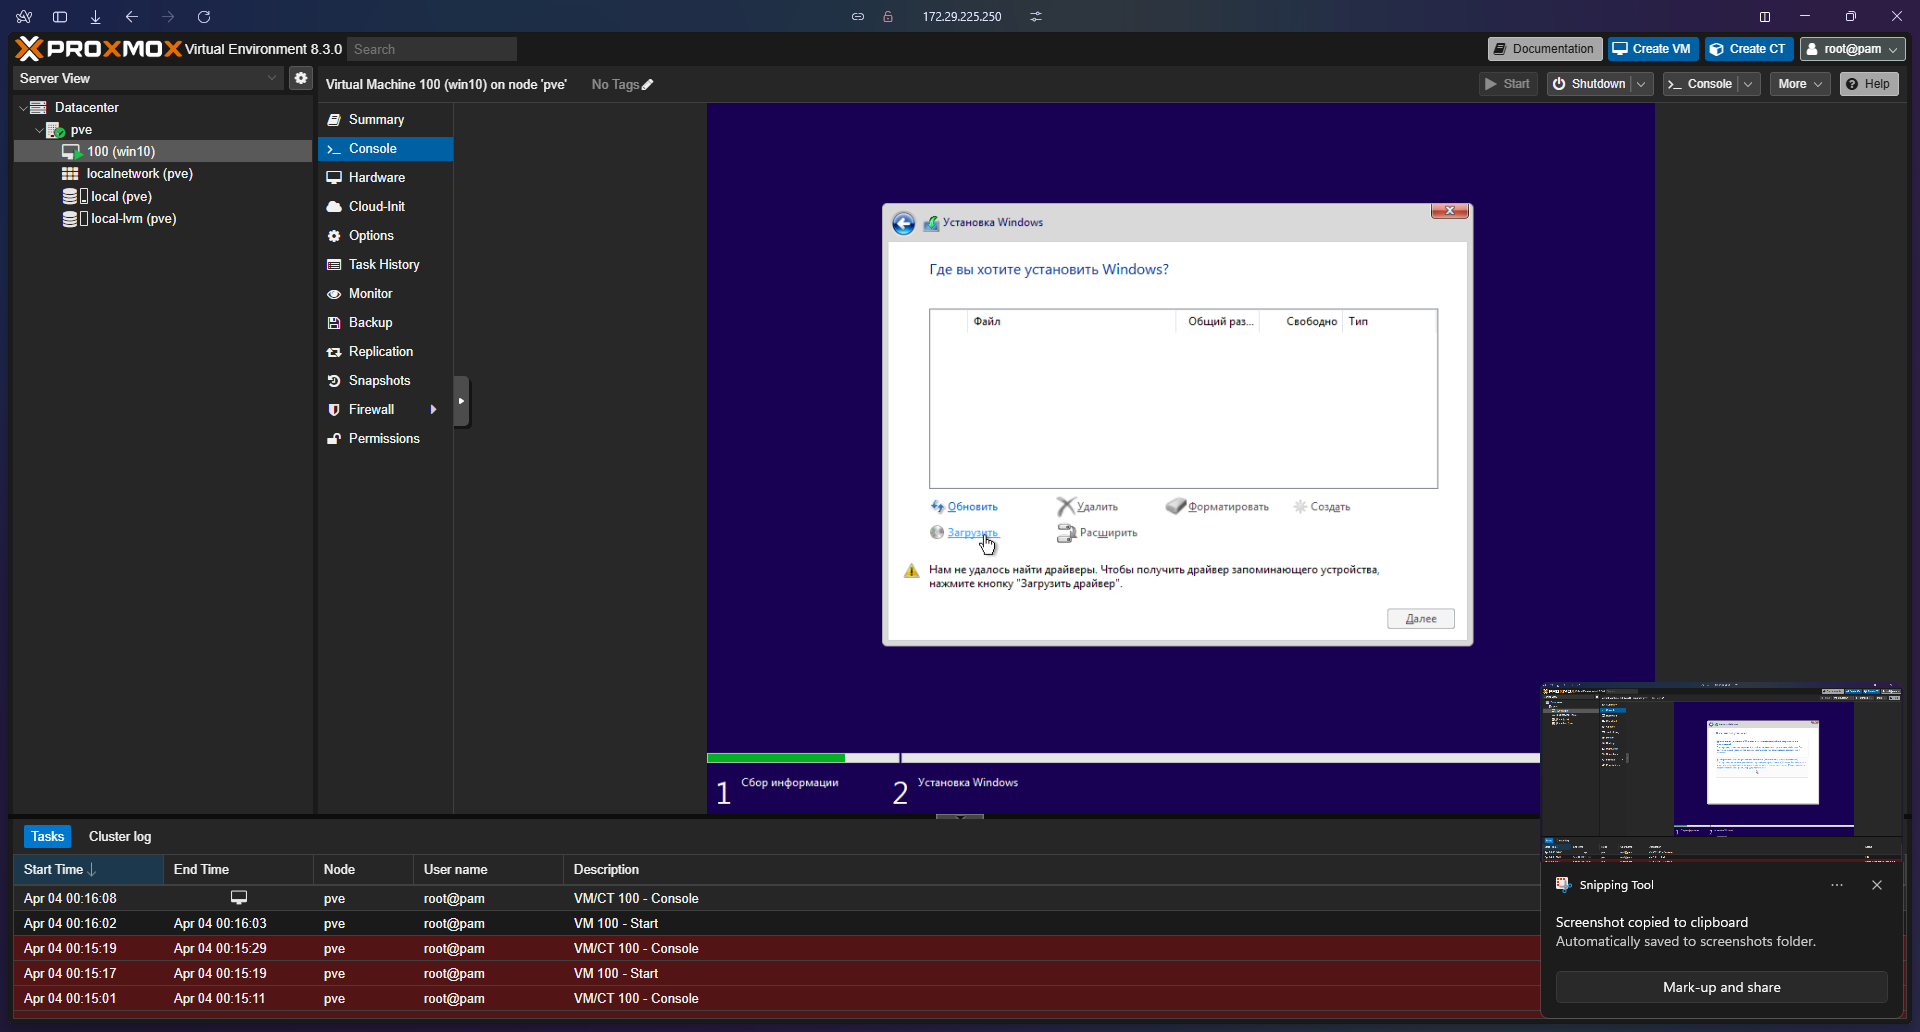 172.29.225.250
PROXMOX Virtual Environment 8.3.0 Search
Documentation Create VM Create CT root@pam
Server View
Virtual Machine 100 (win10) on node 'pve' No Tags
Start Shutdown Console More Help
Datacenter
pve
100 (win10)
localnetwork (pve)
local (pve)
local-lvm (pve)
Summary
Console
Hardware
Cloud-Init
Options
Task History
Monitor
Backup
Replication
Snapshots
Firewall
Permissions
Установка Windows
Где вы хотите установить Windows?
Файл Общий раз... Свободно Тип
Обновить Удалить Форматировать Создать
Загрузить Расширить
Нам не удалось найти драйверы. Чтобы получить драйвер запоминающего устройства,
нажмите кнопку "Загрузить драйвер".
Далее
1 Сбор информации 2 Установка Windows
Tasks Cluster log
Start Time End Time Node User name Description
Apr 04 00:16:08 pve root@pam VM/CT 100 - Console
Apr 04 00:16:02 Apr 04 00:16:03 pve root@pam VM 100 - Start
Apr 04 00:15:19 Apr 04 00:15:29 pve root@pam VM/CT 100 - Console
Apr 04 00:15:17 Apr 04 00:15:19 pve root@pam VM 100 - Start
Apr 04 00:15:01 Apr 04 00:15:11 pve root@pam VM/CT 100 - Console
Snipping Tool
Screenshot copied to clipboard
Automatically saved to screenshots folder.
Mark-up and share